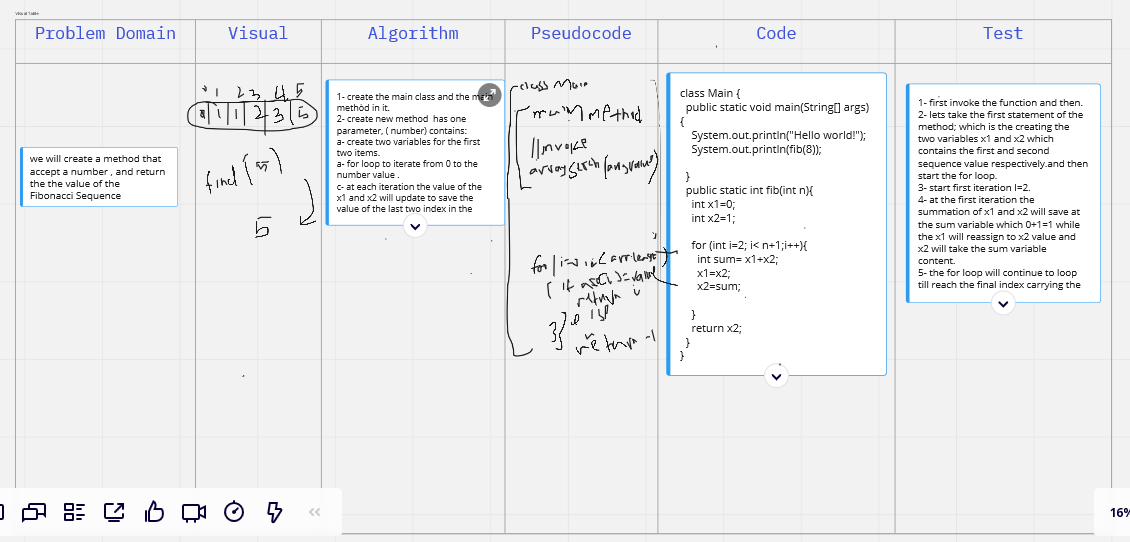 Visual Table
Problem Domain
Visual
Algorithm
Pseudocode
Code
Test
we will create a method that
accept a number , and return
the the value of the
Fibonacci Sequence
1 2 3 4 5
1 1 2 3 5
find(5)
5
1- create the main class and the main
method in it.
2- create new method has one
parameter, ( number) contains:
a- create two variables for the first
two items.
a- for loop to iterate from 0 to the
number value .
c- at each iteration the value of the
x1 and x2 will update to save the
value of the last two index in the
class Main
main method
//invoke
for
return i
return -1
class Main {
public static void main(String[] args)
{
System.out.println("Hello world!");
System.out.println(fib(8));
}
public static int fib(int n){
int x1=0;
int x2=1;
for (int i=2; i< n+1;i++){
int sum= x1+x2;
x1=x2;
x2=sum;
}
return x2;
}
}
1- first invoke the function and then.
2- lets take the first statement of the
method; which is the creating the
two variables x1 and x2 which
contains the first and second
sequence value respectively.and then
start the for loop.
3- start first iteration I=2.
4- at the first iteration the
summation of x1 and x2 will save at
the sum variable which 0+1=1 while
the x1 will reassign to x2 value and
x2 will take the sum variable
content.
5- the for loop will continue to loop
till reach the final index carrying the
16%